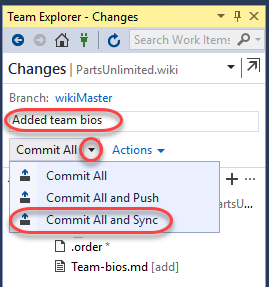 Team Explorer - Changes
Search Work Items
Changes | PartsUnlimited.wiki
Branch: wikiMaster
Added team bios
Commit All Actions
Commit All
Commit All and Push
Commit All and Sync
.order *
Team-bios.md [add]